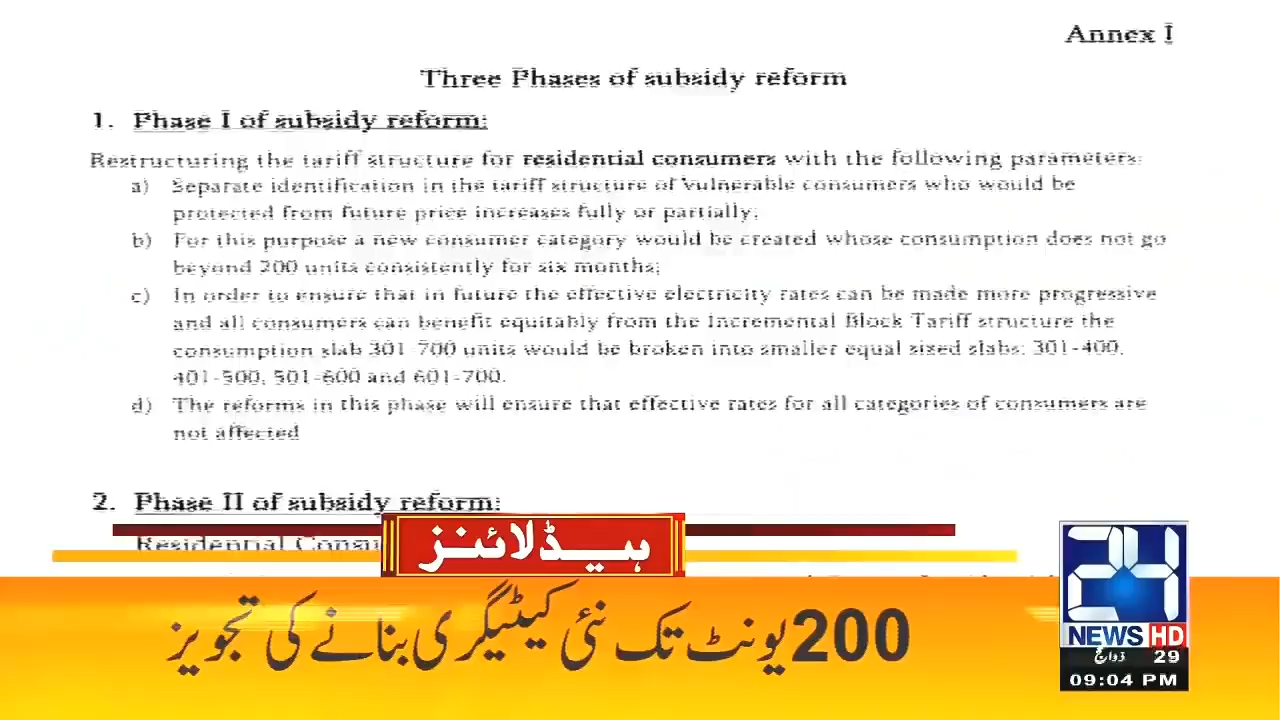 Annex I
Three Phases of subsidy reform
1. Phase I of subsidy reform:
Restructuring the tariff structure for residential consumers with the following parameters:
a) Separate identification in the tariff structure of Vulnerable consumers who would be
protected from future price increases fully or partially;
b) For this purpose a new consumer category would be created whose consumption does not go
beyond 200 units consistently for six months;
c) In order to ensure that in future the effective electricity rates can be made more progressive
and all consumers can benefit equitably from the Incremental Block Tariff structure the
consumption slab 301-700 units would be broken into smaller equal sized slabs: 301-400,
401-500, 501-600 and 601-700.
d) The reforms in this phase will ensure that effective rates for all categories of consumers are
not affected
2. Phase II of subsidy reform:
Residential
ہیڈلائنز
200 یونٹ تک نئی کیٹیگری بنانے کی تجویز
24
NEWS HD
29
09:04 PM